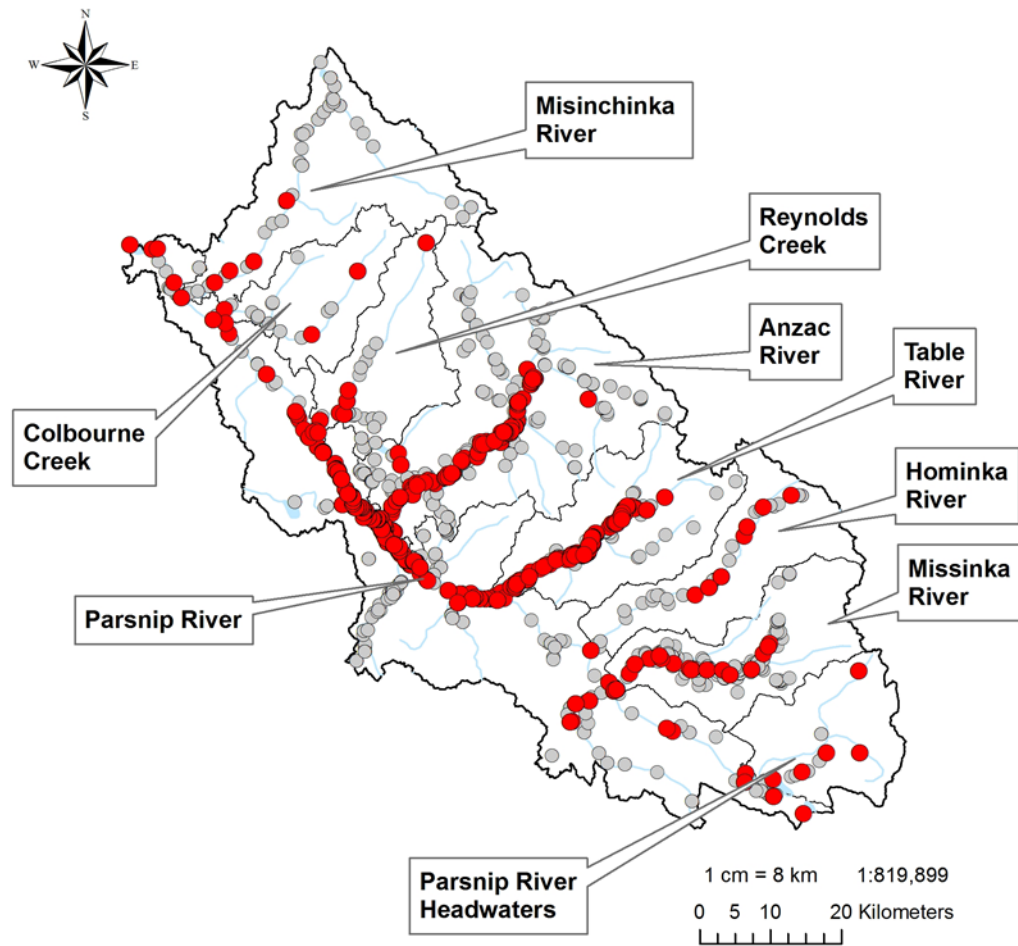 N
W E
S
Misinchinka
River
Reynolds
Creek
Anzac
River
Table
River
Colbourne
Creek
Hominka
River
Missinka
River
Parsnip River
Parsnip River
Headwaters
1 cm = 8 km 1:819,899
0 5 10 20 Kilometers